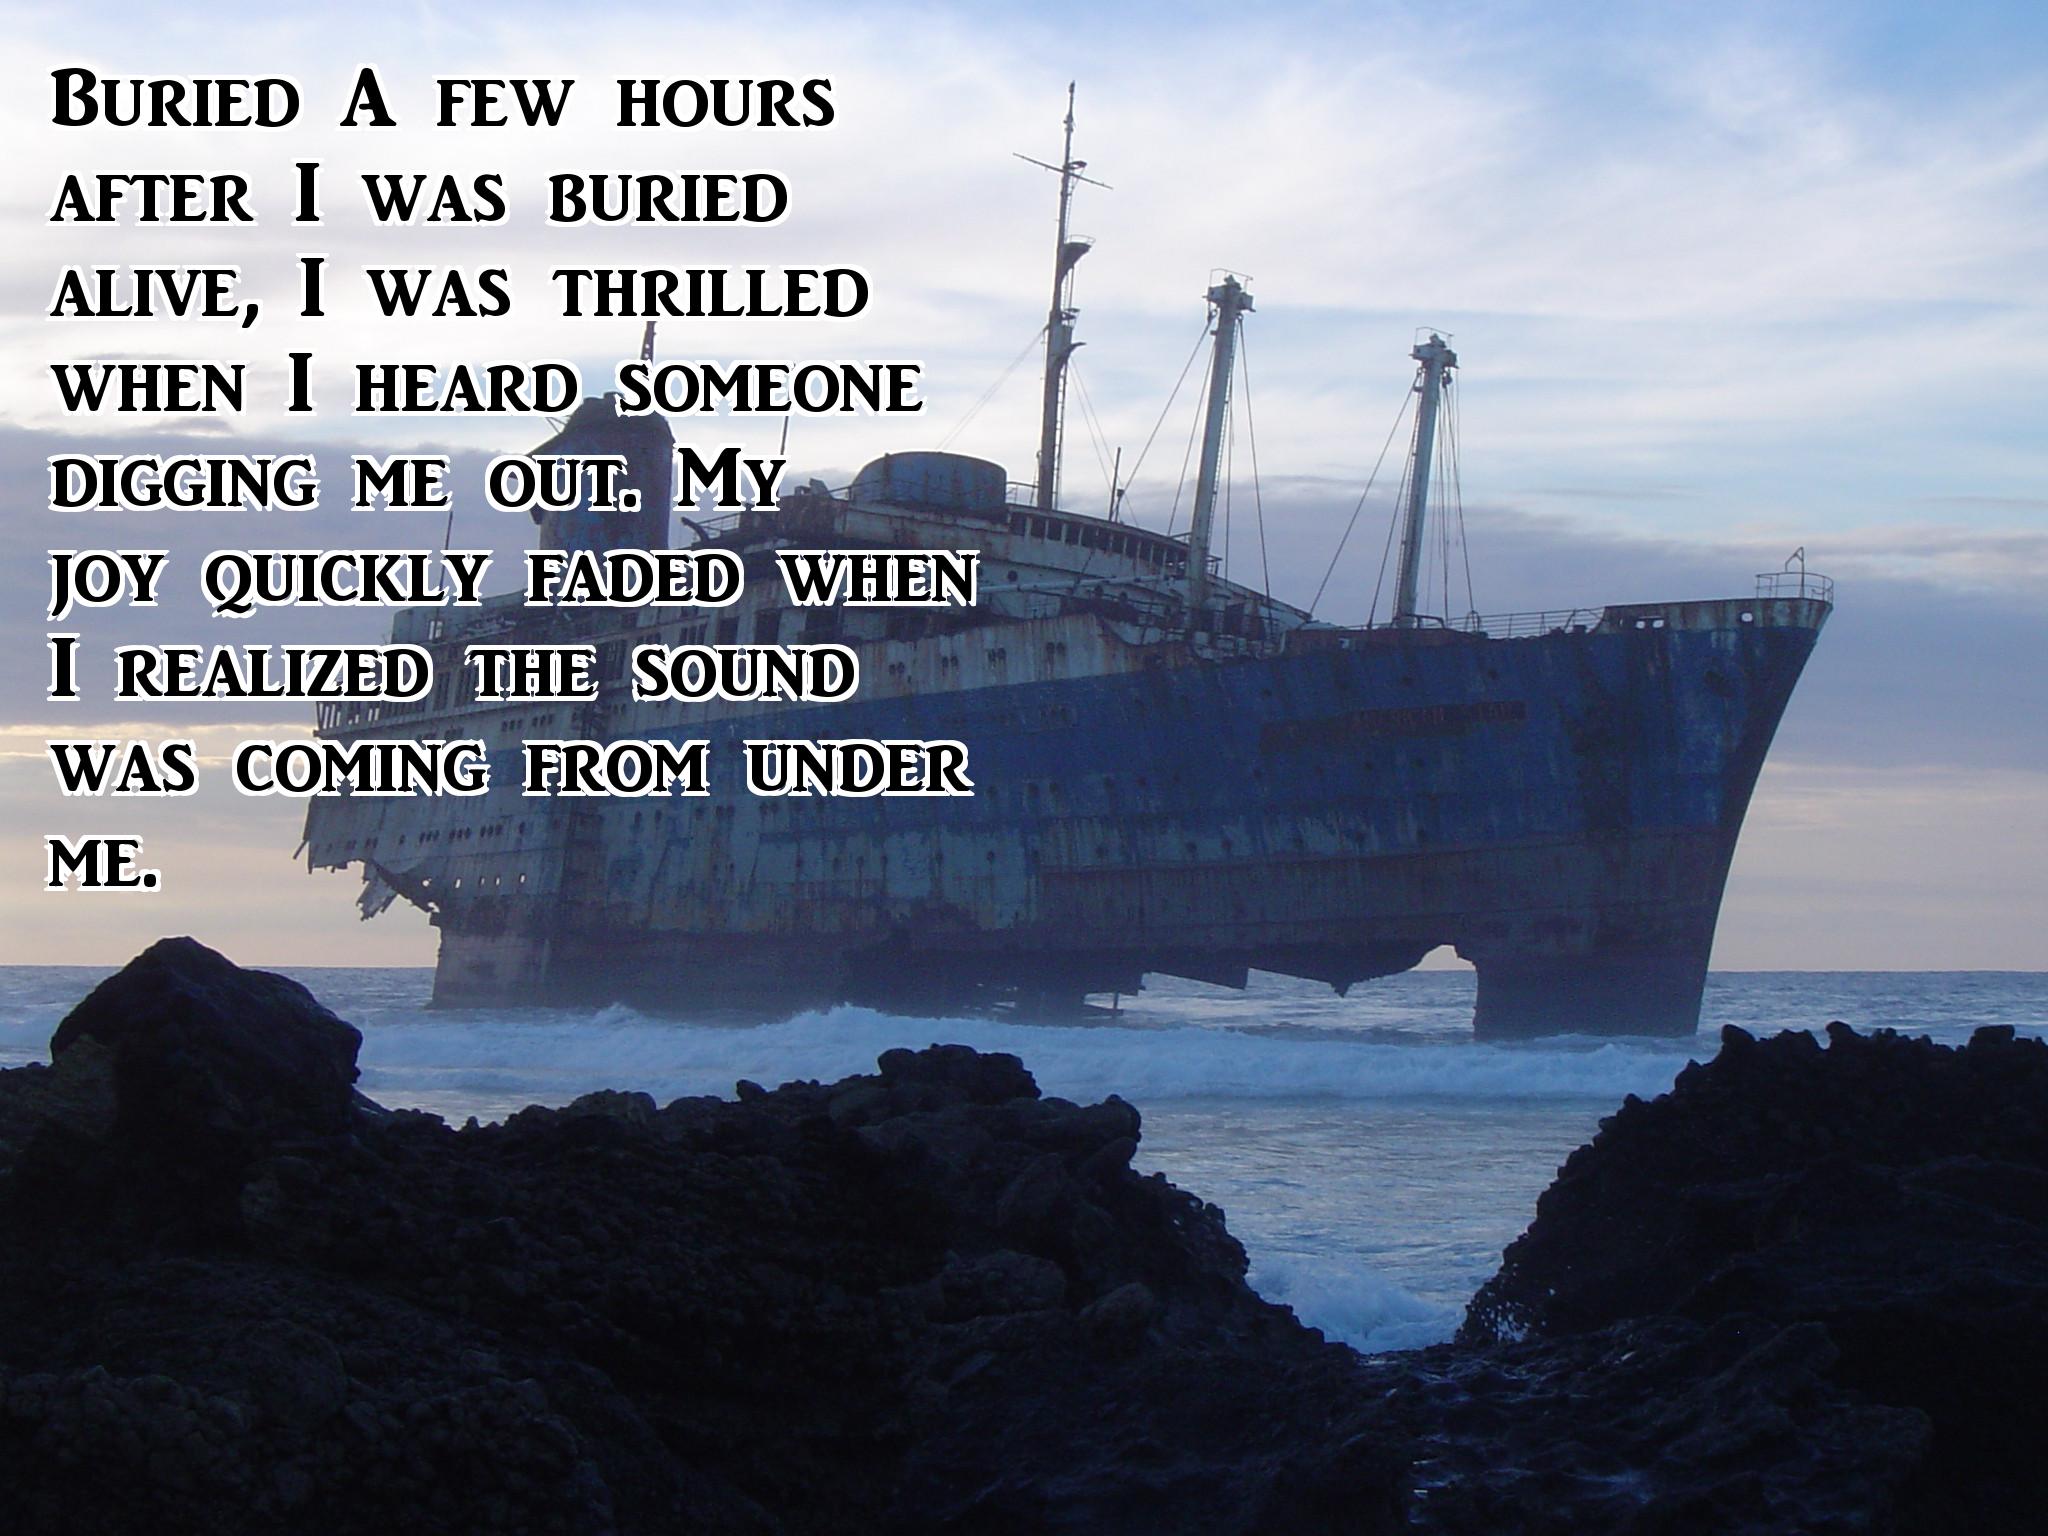 Buried A few hours
after I was buried
alive, I was thrilled
when I heard someone
digging me out. My
joy quickly faded when
I realized the sound
was coming from under
me.